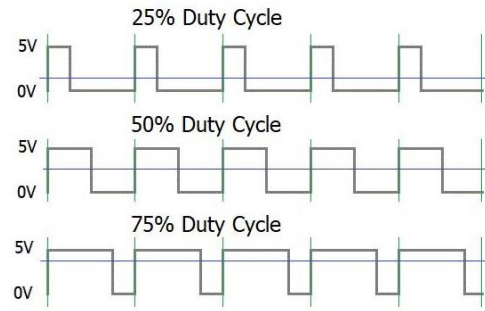 25% Duty Cycle
5V
0V
50% Duty Cycle
5V
0V
75% Duty Cycle
5V
0V